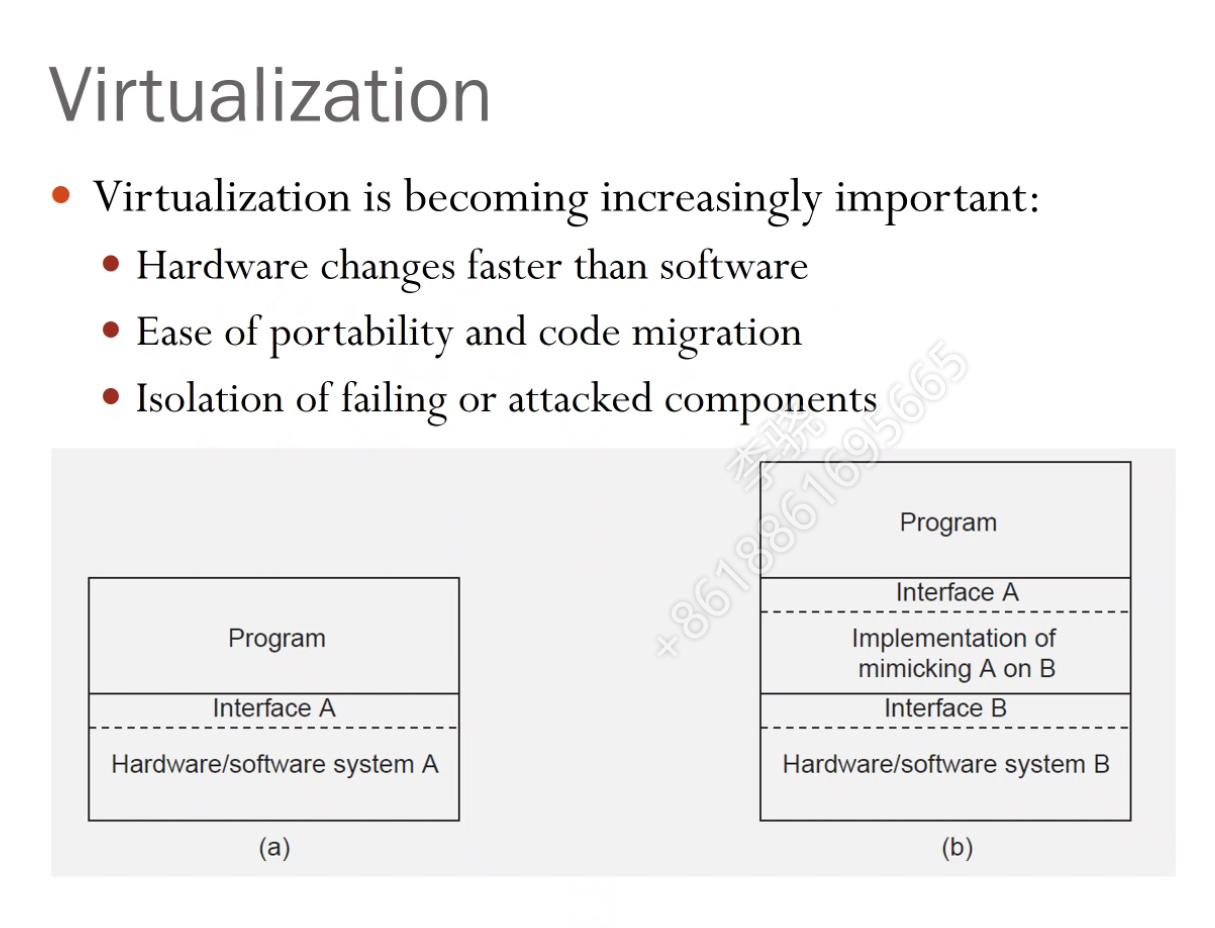 Virtualization
Virtualization is becoming increasingly important:
Hardware changes faster than software
Ease of portability and code migration
Isolation of failing or attacked components
李骁
+8618861695665
Program
Interface A
Hardware/software system A
(a)
Program
Interface A
Implementation of
mimicking A on B
Interface B
Hardware/software system B
(b)